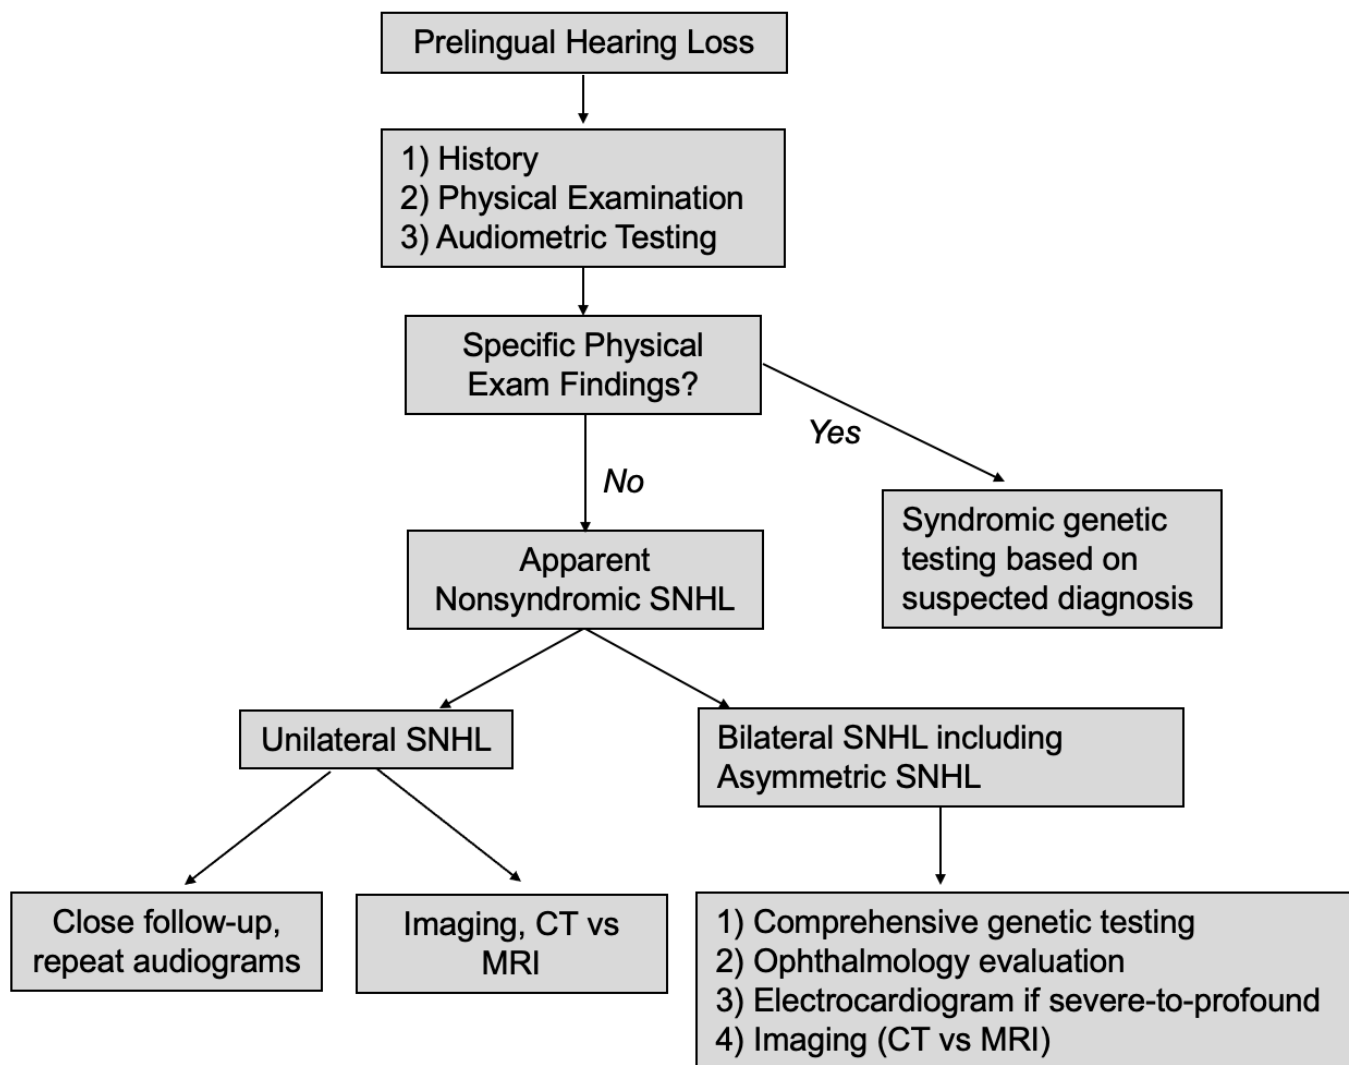 Prelingual Hearing Loss
1) History
2) Physical Examination
3) Audiometric Testing
Specific Physical
Exam Findings?
Yes
No
Syndromic genetic
testing based on
suspected diagnosis
Apparent
Nonsyndromic SNHL
Unilateral SNHL
Bilateral SNHL including
Asymmetric SNHL
Close follow-up,
repeat audiograms
Imaging, CT vs
MRI
1) Comprehensive genetic testing
2) Ophthalmology evaluation
3) Electrocardiogram if severe-to-profound
4) Imaging (CT vs MRI)